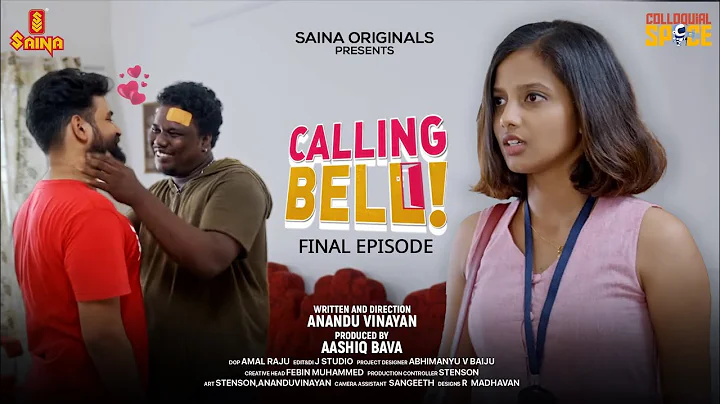 SAINA
SAINA ORIGINALS
PRESENTS
COLLOQUIAL
SPACE
CALLING
BELL!
FINAL EPISODE
WRITTEN AND DIRECTION
ANANDU VINAYAN
PRODUCED BY
AASHIQ BAVA
DOP AMAL RAJU EDIT&DI J STUDIO PROJECT DESIGNER ABHIMANYU V BAIJU
CREATIVE HEAD FEBIN MUHAMMED PRODUCTION CONTROLLER STENSON
ART STENSON,ANANDUVINAYAN CAMERA ASSISTANT SANGEETH DESIGNS R MADHAVAN